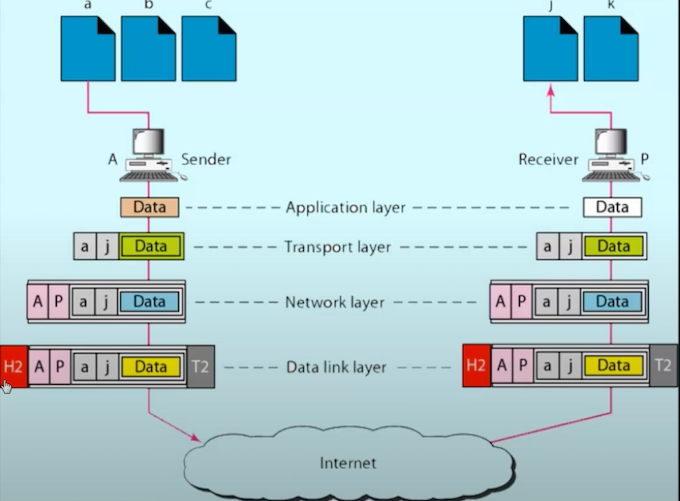 a b c j k
A Sender Receiver P
Data Application layer Data
a j Data Transport layer a j Data
A P a j Data Network layer A P a j Data
H2 A P a j Data T2 Data link layer H2 A P a j Data T2
Internet